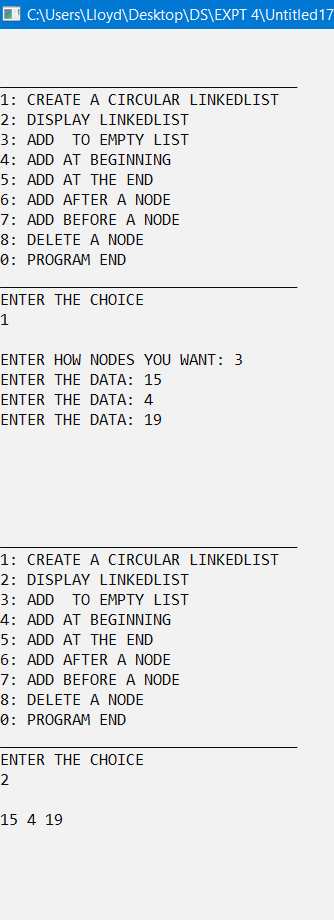 C:\Users\Lloyd\Desktop\DS\EXPT 4\Untitled17
1: CREATE A CIRCULAR LINKEDLIST
2: DISPLAY LINKEDLIST
3: ADD  TO EMPTY LIST
4: ADD AT BEGINNING
5: ADD AT THE END
6: ADD AFTER A NODE
7: ADD BEFORE A NODE
8: DELETE A NODE
0: PROGRAM END
ENTER THE CHOICE
1
ENTER HOW NODES YOU WANT: 3
ENTER THE DATA: 15
ENTER THE DATA: 4
ENTER THE DATA: 19
1: CREATE A CIRCULAR LINKEDLIST
2: DISPLAY LINKEDLIST
3: ADD  TO EMPTY LIST
4: ADD AT BEGINNING
5: ADD AT THE END
6: ADD AFTER A NODE
7: ADD BEFORE A NODE
8: DELETE A NODE
0: PROGRAM END
ENTER THE CHOICE
2
15 4 19